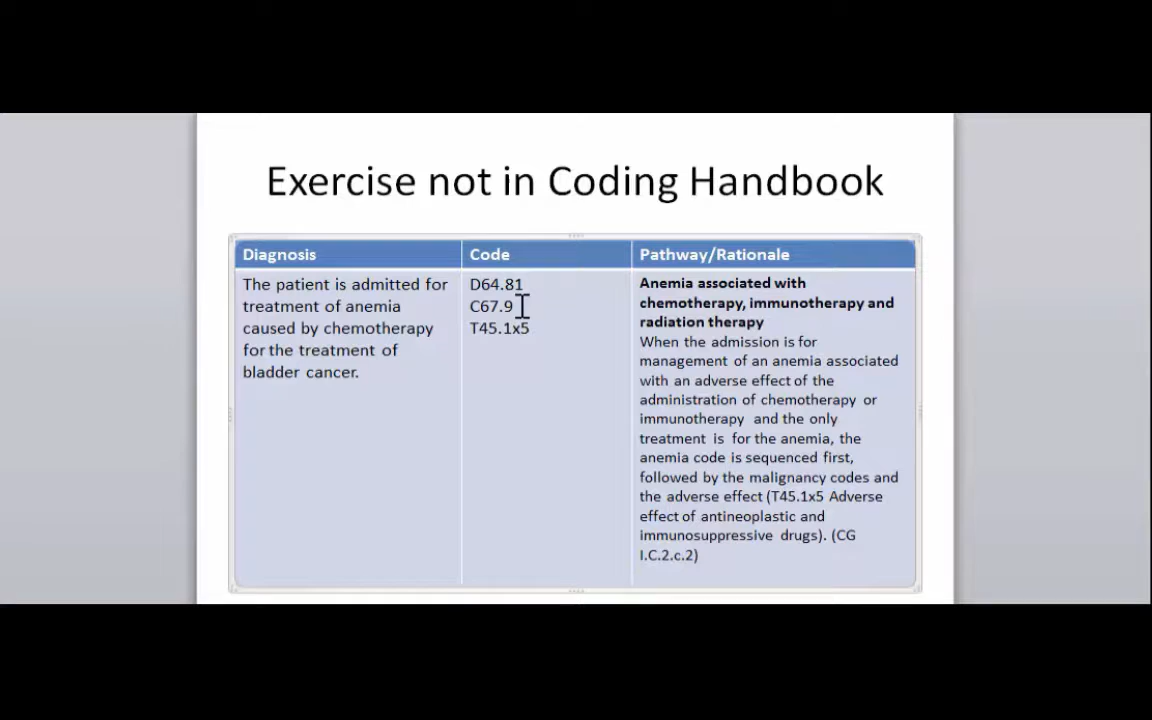 Exercise not in Coding Handbook
Diagnosis
Code
Pathway/Rationale
The patient is admitted for
treatment of anemia
caused by chemotherapy
for the treatment of
bladder cancer.
D64.81
C67.9
T45.1x5
Anemia associated with
chemotherapy, immunotherapy and
radiation therapy
When the admission is for
management of an anemia associated
with an adverse effect of the
administration of chemotherapy or
immunotherapy and the only
treatment is for the anemia, the
anemia code is sequenced first,
followed by the malignancy codes and
the adverse effect (T45.1x5 Adverse
effect of antineoplastic and
immunosuppressive drugs). (CG
I.C.2.c.2)